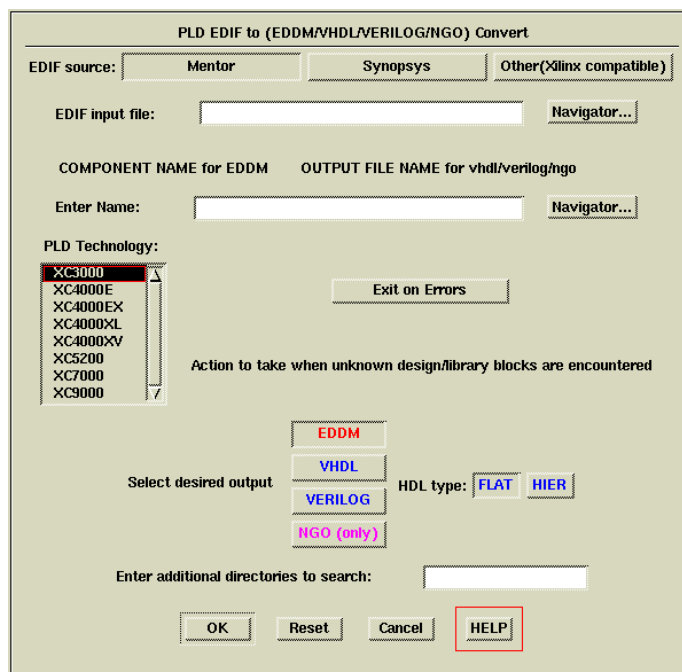 PLD EDIF to (EDDM/VHDL/VERILOG/NGO) Convert
EDIF source: Mentor Synopsys Other(Xilinx compatible)
EDIF input file: Navigator...
COMPONENT NAME for EDDM OUTPUT FILE NAME for vhdl/verilog/ngo
Enter Name: Navigator...
PLD Technology:
XC3000
XC4000E
XC4000EX
XC4000XL
XC4000XV
XC5200
XC7000
XC9000
Exit on Errors
Action to take when unknown design/library blocks are encountered
Select desired output
EDDM
VHDL
VERILOG
NGO (only)
HDL type: FLAT HIER
Enter additional directories to search:
OK Reset Cancel HELP